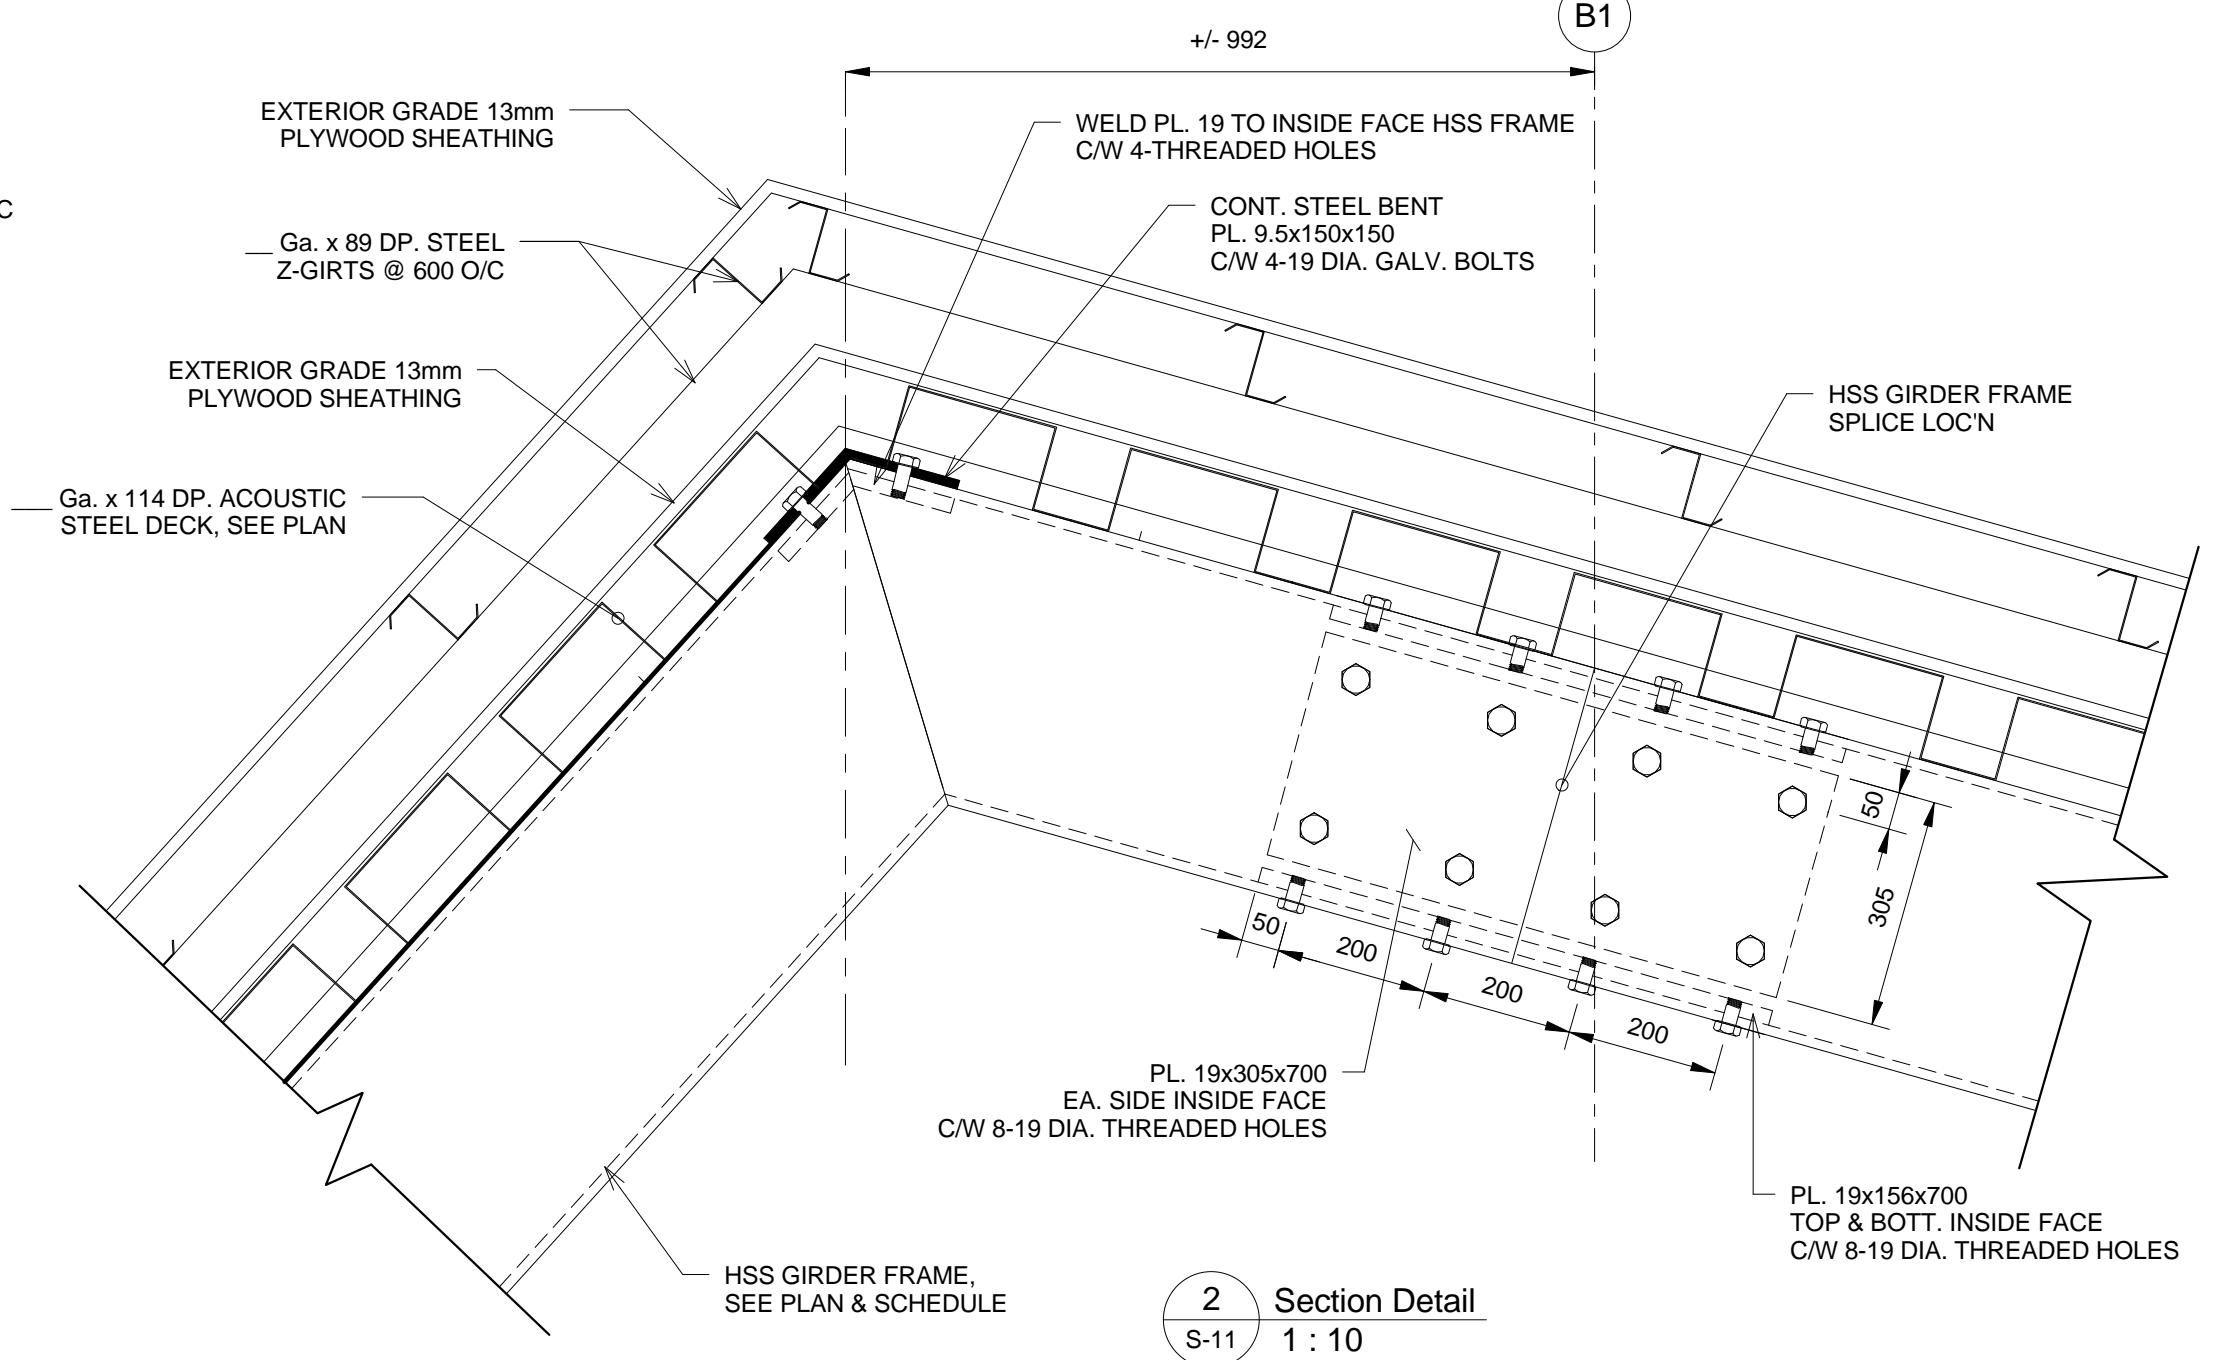 B1
+/- 992
EXTERIOR GRADE 13mm
PLYWOOD SHEATHING
WELD PL. 19 TO INSIDE FACE HSS FRAME
C/W 4-THREADED HOLES
C
CONT. STEEL BENT
PL. 9.5x150x150
C/W 4-19 DIA. GALV. BOLTS
__ Ga. x 89 DP. STEEL
Z-GIRTS @ 600 O/C
EXTERIOR GRADE 13mm
PLYWOOD SHEATHING
HSS GIRDER FRAME
SPLICE LOC'N
___ Ga. x 114 DP. ACOUSTIC
STEEL DECK, SEE PLAN
50
305
50
200
200
200
PL. 19x305x700
EA. SIDE INSIDE FACE
C/W 8-19 DIA. THREADED HOLES
PL. 19x156x700
TOP & BOTT. INSIDE FACE
C/W 8-19 DIA. THREADED HOLES
HSS GIRDER FRAME,
SEE PLAN & SCHEDULE
2
S-11
Section Detail
1 : 10